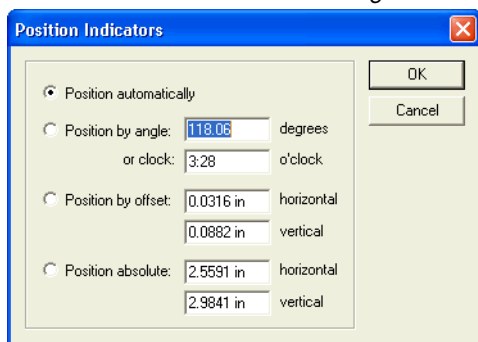 Position Indicators
OK
Cancel
Position automatically
Position by angle: 118.06 degrees
or clock: 3:28 o'clock
Position by offset: 0.0316 in horizontal
0.0882 in vertical
Position absolute: 2.5591 in horizontal
2.9841 in vertical